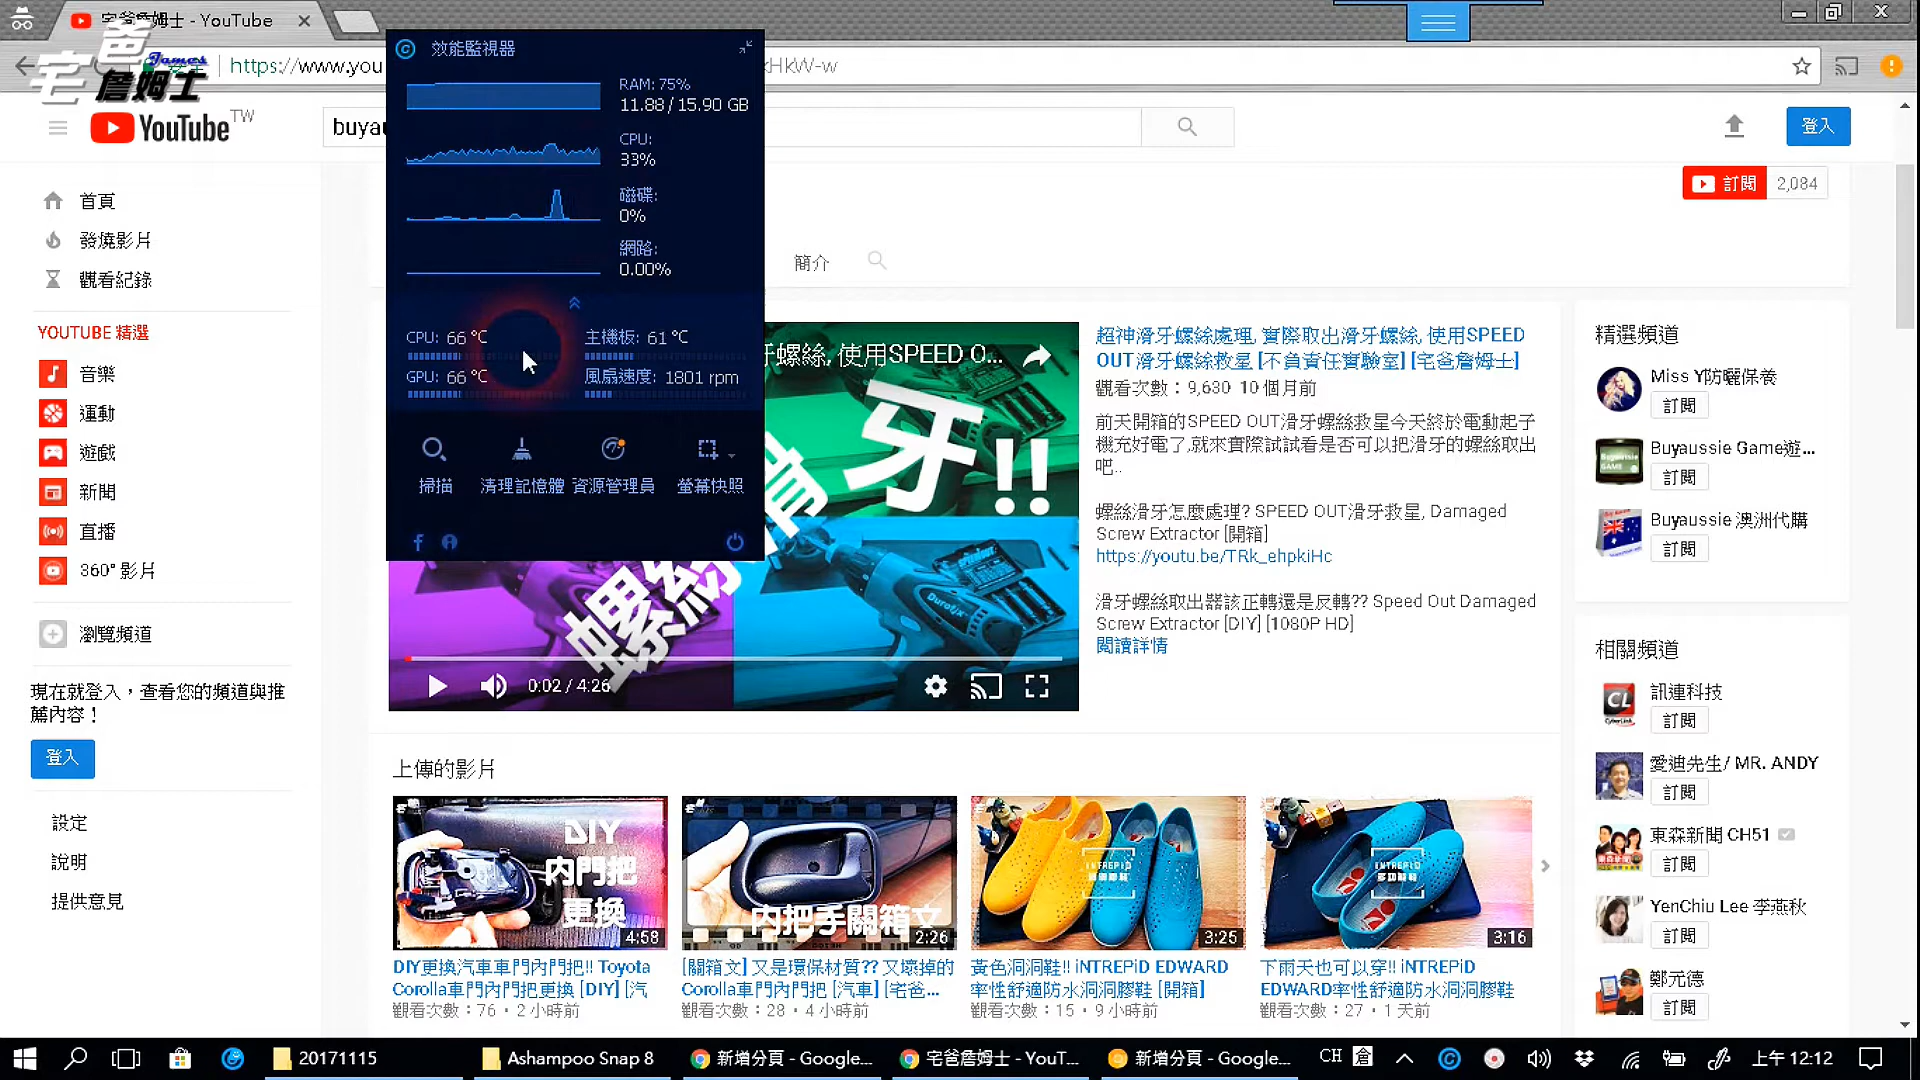 宅爸詹姆士 - YouTube
宅爸 James 詹姆士
https://www.you
kHkW-w
YouTube TW
buyau
登入
首頁
發燒影片
觀看紀錄
YOUTUBE 精選
音樂
運動
遊戲
新聞
直播
360° 影片
瀏覽頻道
現在就登入，查看您的頻道與推
薦內容！
登入
設定
說明
提供意見
效能監視器
RAM: 75%
11.88 / 15.90 GB
CPU:
33%
磁碟:
0%
網路:
0.00%
CPU: 66 °C
主機板: 61 °C
GPU: 66 °C
風扇速度: 1801 rpm
掃描
清理記憶體
資源管理員
螢幕快照
訂閱 2,084
簡介
牙螺絲, 使用SPEED O...
牙!!
螺絲
Durofix
0:02 / 4:26
超神滑牙螺絲處理, 實際取出滑牙螺絲, 使用SPEED
OUT滑牙螺絲救星 [不負責任實驗室] [宅爸詹姆士]
觀看次數：9,630 10 個月前
前天開箱的SPEED OUT滑牙螺絲救星今天終於電動起子
機充好電了,就來實際試試看是否可以把滑牙的螺絲取出
吧..
螺絲滑牙怎麼處理? SPEED OUT滑牙救星, Damaged
Screw Extractor [開箱]
https://youtu.be/TRk_ehpkiHc
滑牙螺絲取出器該正轉還是反轉?? Speed Out Damaged
Screw Extractor [DIY] [1080P HD]
閱讀詳情
精選頻道
Miss Y防曬保養
訂閱
Buyaussie Game遊...
訂閱
Buyaussie 澳洲代購
訂閱
相關頻道
訊連科技
訂閱
愛迪先生/ MR. ANDY
訂閱
東森新聞 CH51
訂閱
YenChiu Lee 李燕秋
訂閱
鄭元德
訂閱
上傳的影片
DIY
內門把
更換
4:58
內把手開箱文
2:26
INTREPiD
3:25
INTREPiD
3:16
DIY更換汽車車門內門把!! Toyota
Corolla車門內門把更換 [DIY] [汽
觀看次數：76 • 2 小時前
[開箱文] 又是環保材質?? 又壞掉的
Corolla車門內門把 [汽車] [宅爸...
觀看次數：28 • 4 小時前
黃色洞洞鞋!! iNTREPiD EDWARD
率性舒適防水洞洞膠鞋 [開箱]
觀看次數：15 • 9 小時前
下雨天也可以穿!! iNTREPiD
EDWARD率性舒適防水洞洞膠鞋
觀看次數：27 • 1 天前
20171115
Ashampoo Snap 8
新增分頁 - Google...
宅爸詹姆士 - YouT...
新增分頁 - Google...
CH
倉
上午 12:12